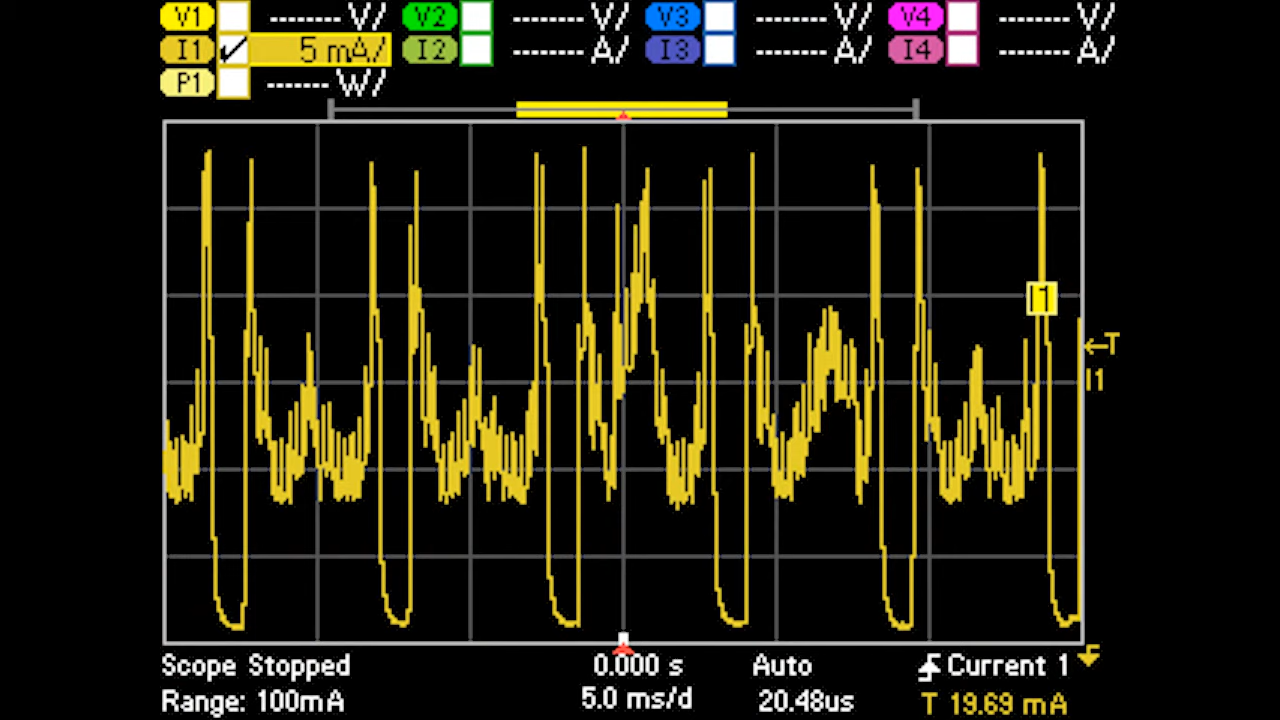 V1 ------- V/ V2 ------- V/ V3 ------- V/ V4 ------- V/
I1 ✓ 5 mA/ I2 ------- A/ I3 ------- A/ I4 ------- A/
P1 ------- W/
1
←T
I1
Scope Stopped 0.000 s Auto Current 1
Range: 100mA 5.0 ms/d 20.48us T 19.69 mA